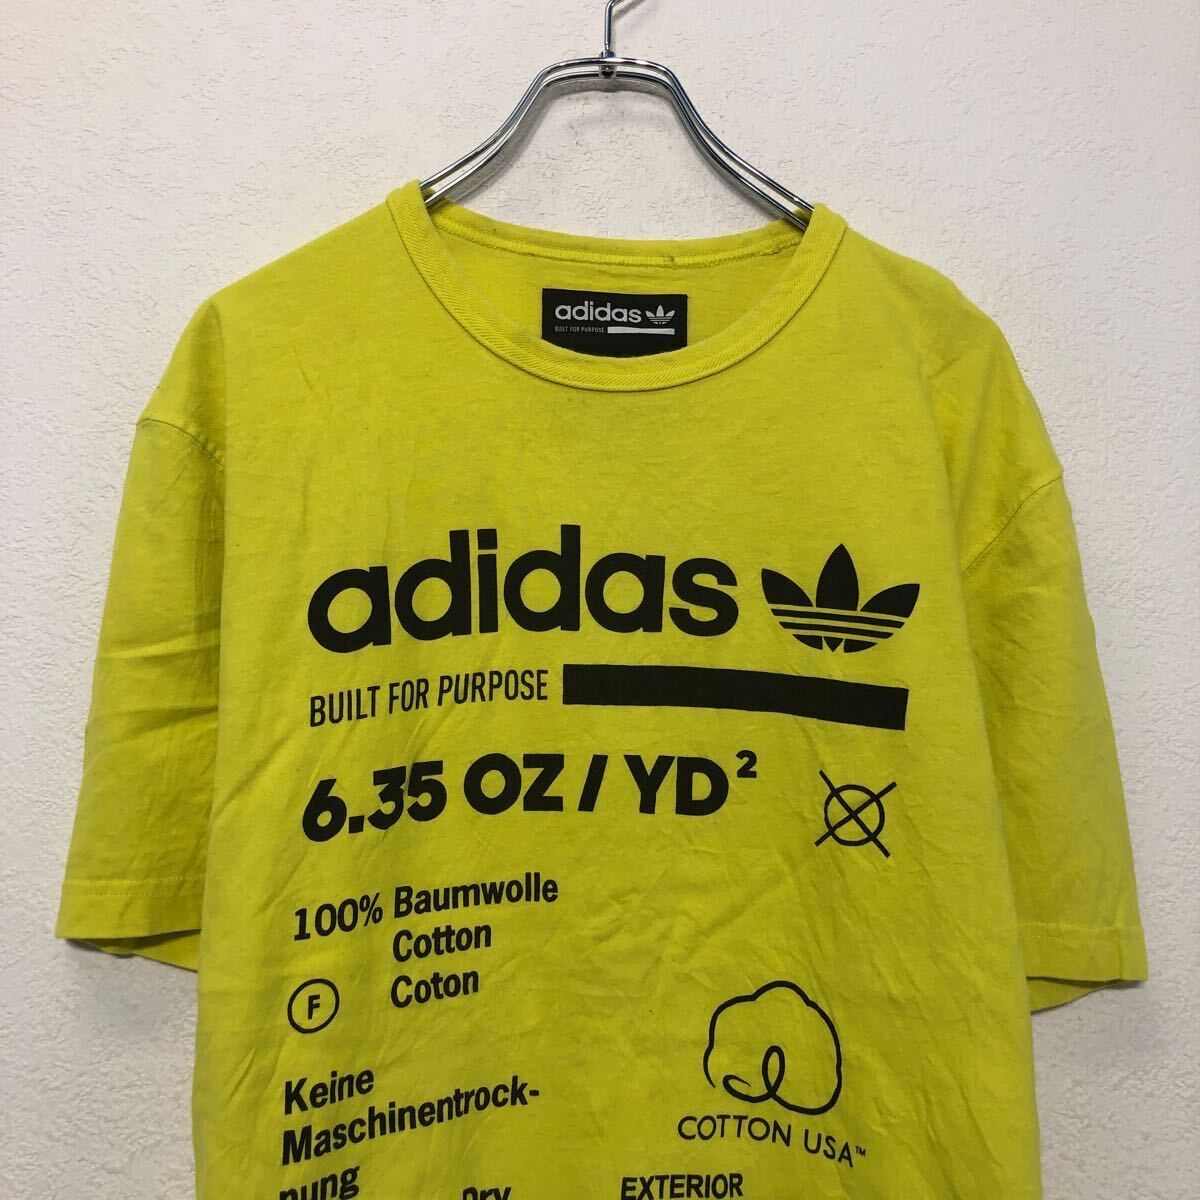 adidas
BUILT FOR PURPOSE
adidas
BUILT FOR PURPOSE
6.35 OZ / YD²
100% Baumwolle
Cotton
Coton
F
Keine
Maschinentrock-
nung
Dry
COTTON USA™
EXTERIOR